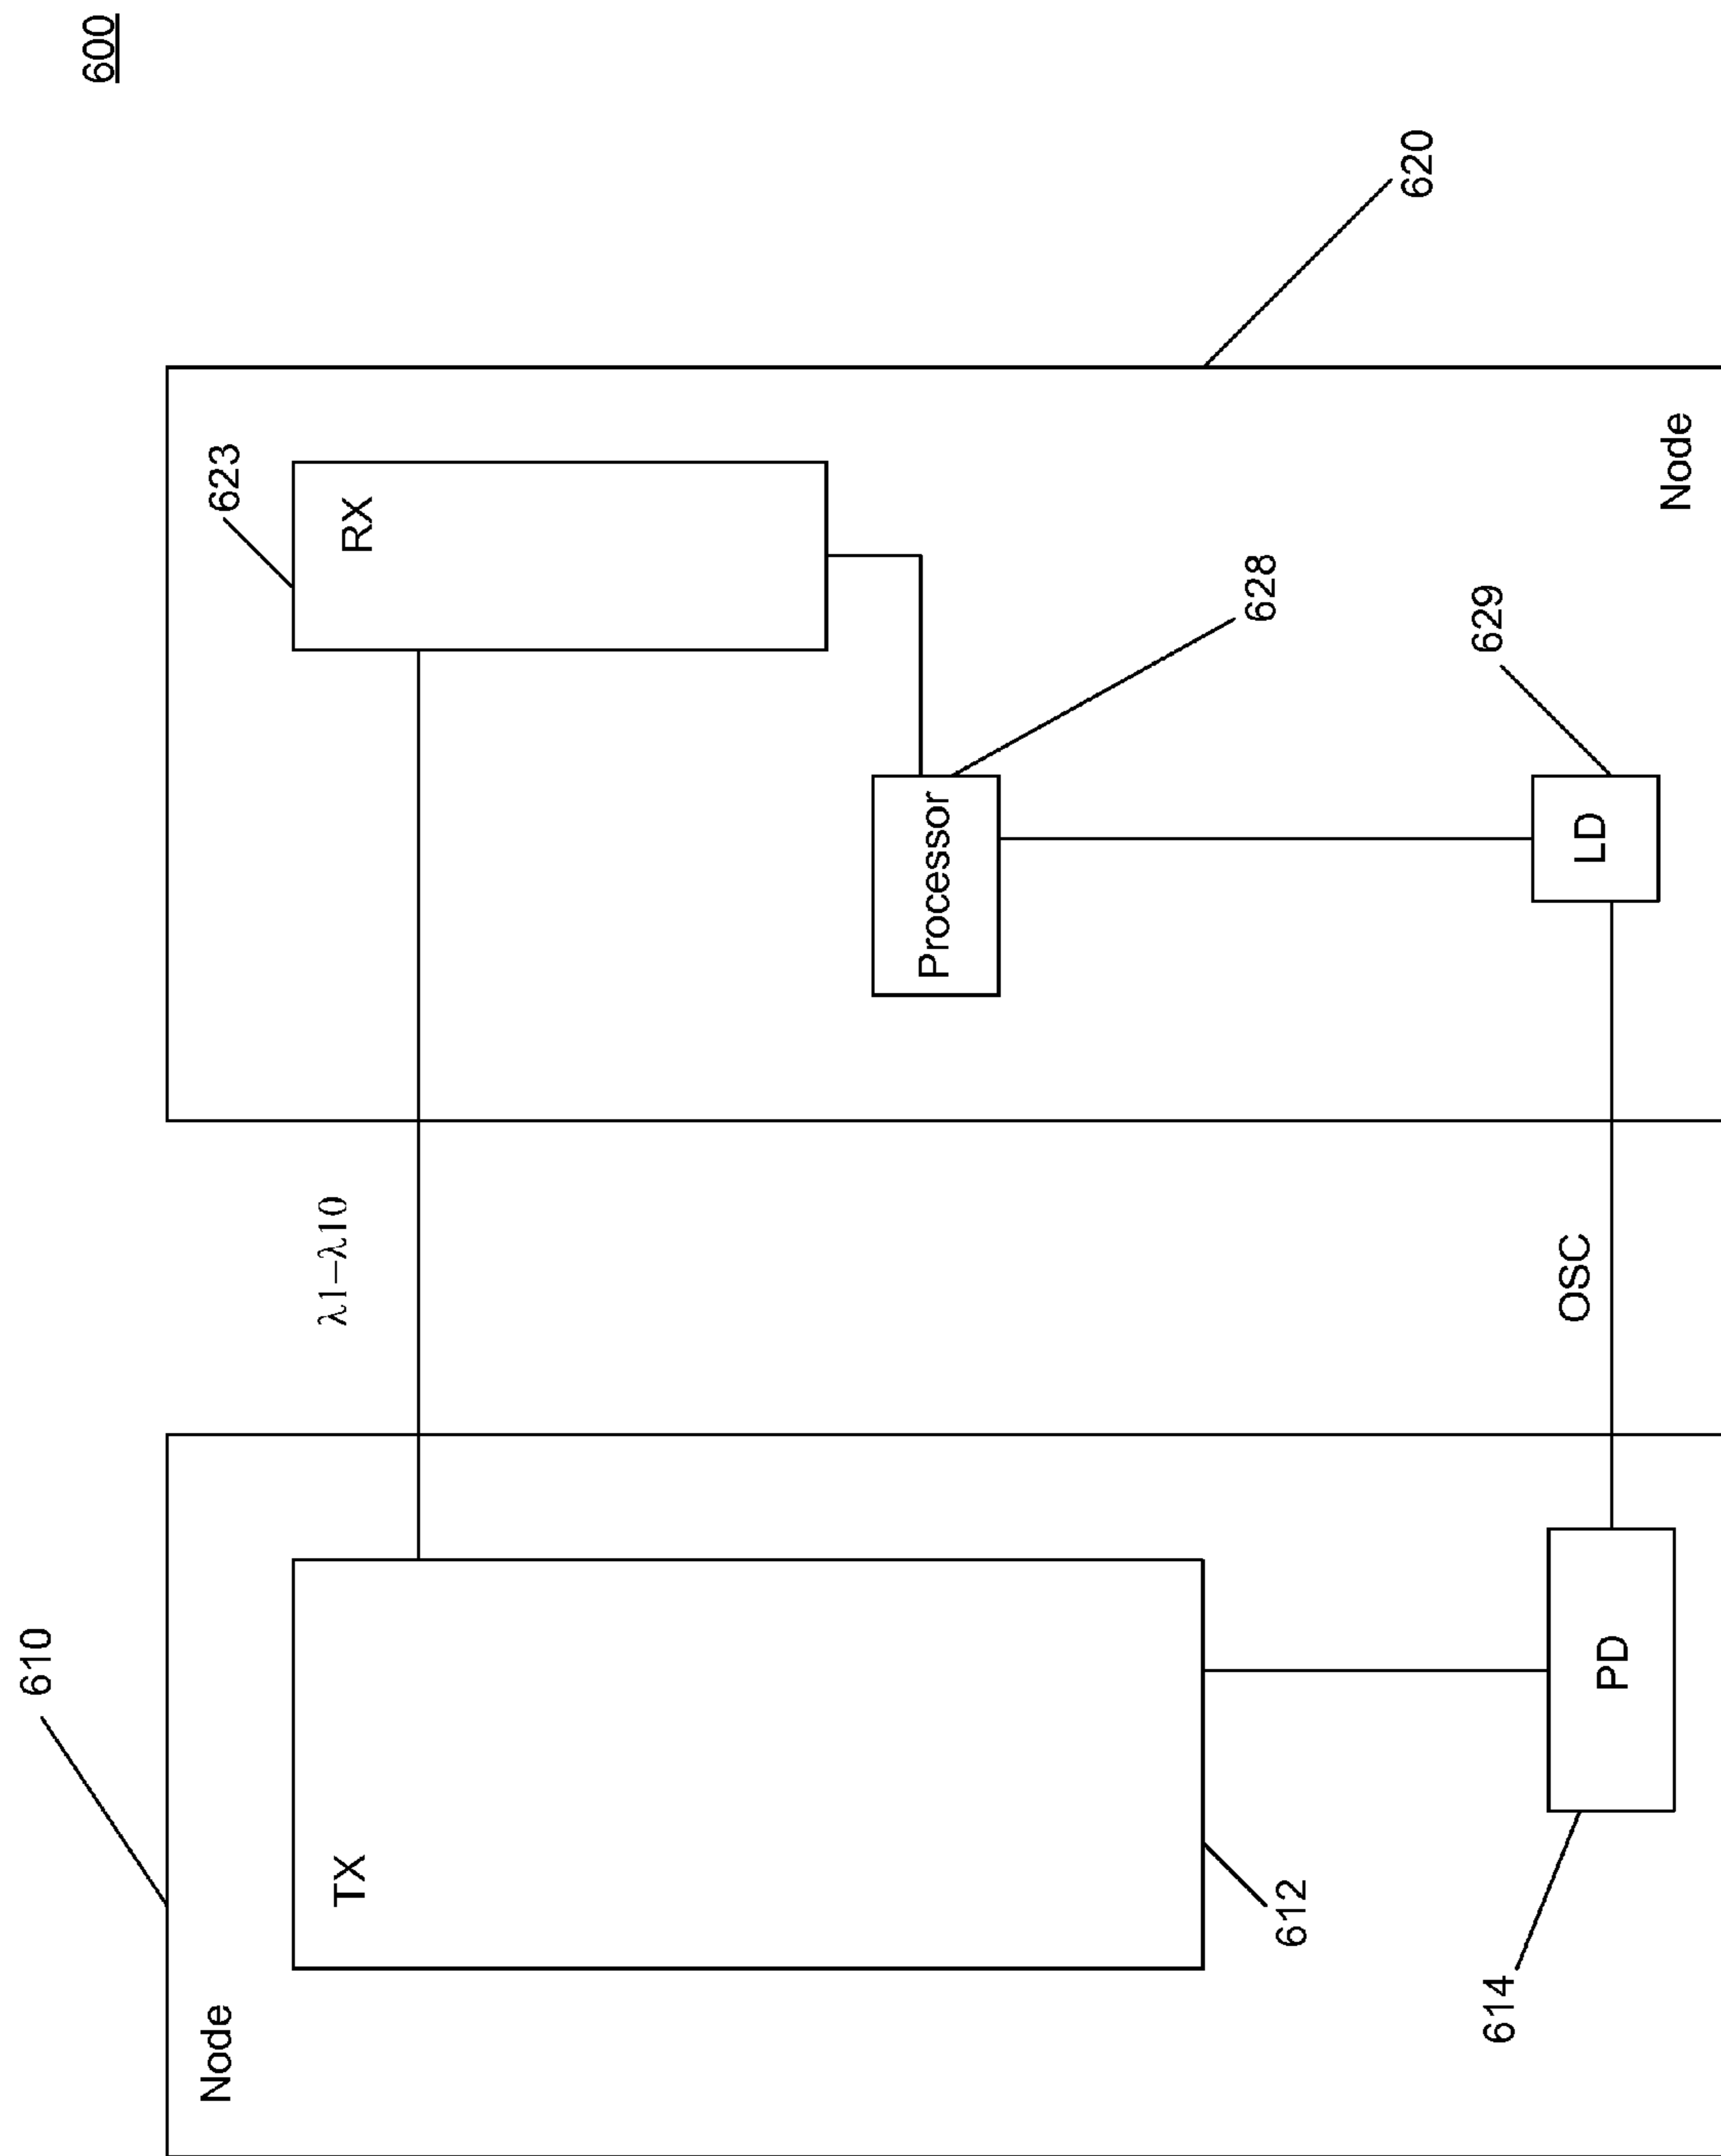 600
610
Node
TX
612
614
PD
λ1–λ10
OSC
620
623
RX
Processor
628
629
LD
Node